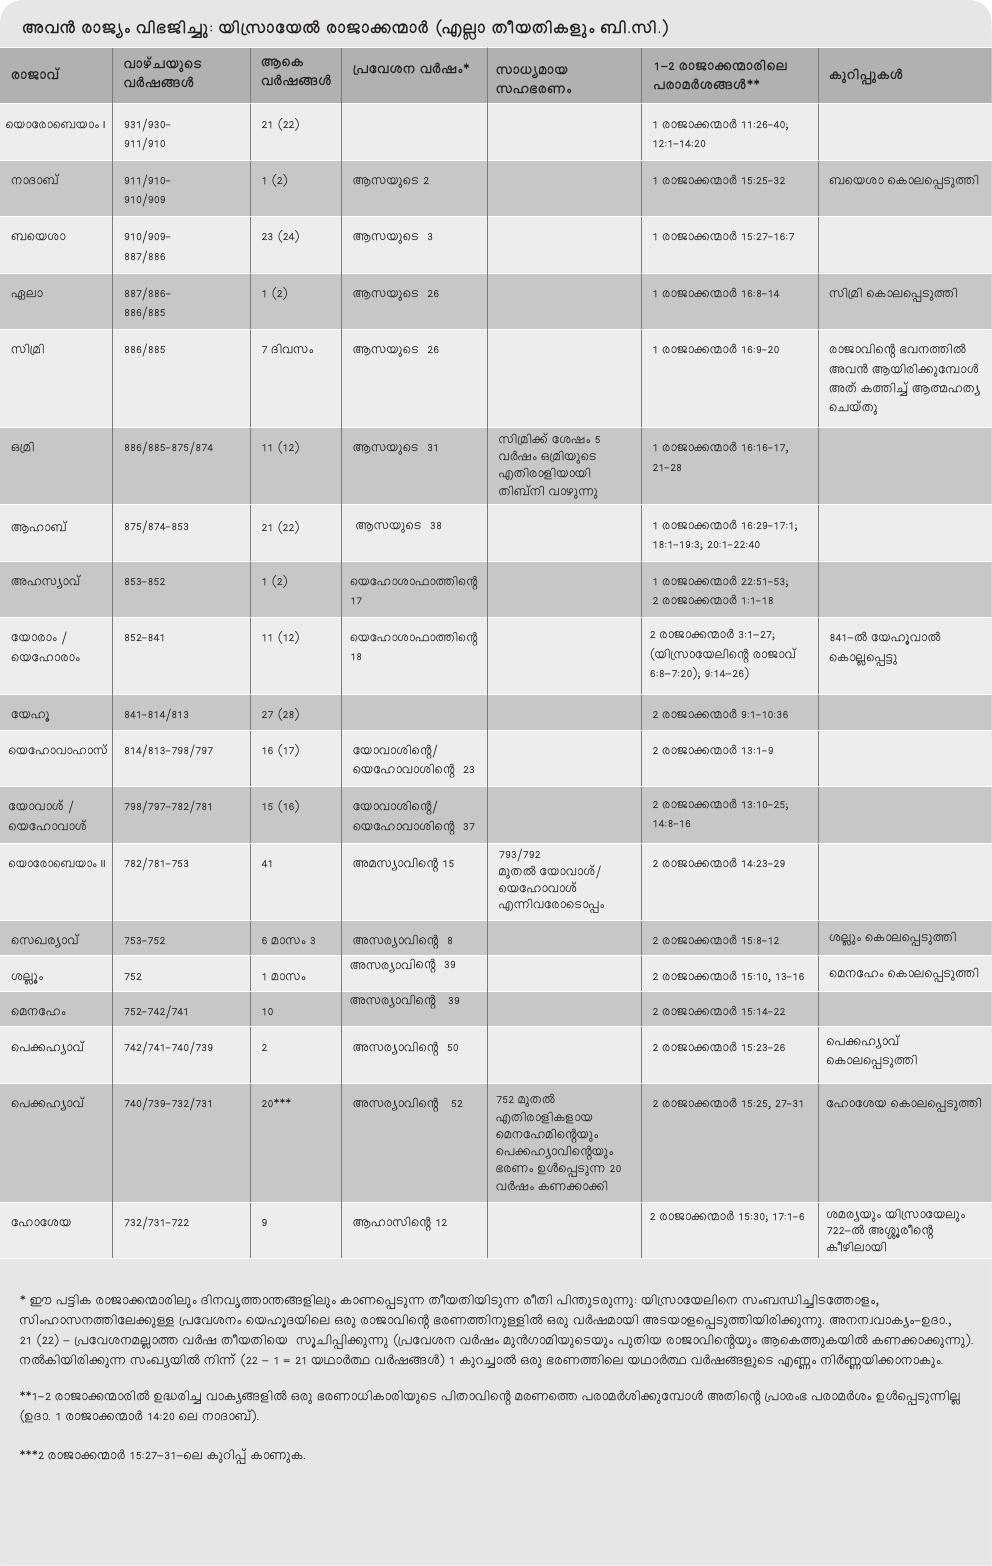 അവൻ രാജ്യം വിഭജിച്ചു: യിസ്രായേൽ രാജാക്കന്മാർ (എല്ലാ തീയതികളും ബി.സി.)
രാജാവ് വാഴ്ചയുടെ വർഷങ്ങൾ ആകെ വർഷങ്ങൾ പ്രവേശന വർഷം* സാധ്യമായ സഹഭരണം 1–2 രാജാക്കന്മാരിലെ പരാമർശങ്ങൾ** കുറിപ്പുകൾ
യൊരോബെയാം I 931/930–911/910 21 (22) 1 രാജാക്കന്മാർ 11:26–40; 12:1–14:20
നാദാബ് 911/910–910/909 1 (2) ആസയുടെ 2 1 രാജാക്കന്മാർ 15:25–32 ബയെശാ കൊലപ്പെടുത്തി
ബയെശാ 910/909–887/886 23 (24) ആസയുടെ 3 1 രാജാക്കന്മാർ 15:27–16:7
ഏലാ 887/886–886/885 1 (2) ആസയുടെ 26 1 രാജാക്കന്മാർ 16:8–14 സിമ്രി കൊലപ്പെടുത്തി
സിമ്രി 886/885 7 ദിവസം ആസയുടെ 26 1 രാജാക്കന്മാർ 16:9–20 രാജാവിന്റെ ഭവനത്തിൽ അവൻ ആയിരിക്കുമ്പോൾ അത് കത്തിച്ച് ആത്മഹത്യ ചെയ്തു
ഒമ്രി 886/885–875/874 11 (12) ആസയുടെ 31 സിമ്രിക്ക് ശേഷം 5 വർഷം ഒമ്രിയുടെ എതിരാളിയായി തിബ്നി വാഴുന്നു 1 രാജാക്കന്മാർ 16:16–17, 21–28
ആഹാബ് 875/874–853 21 (22) ആസയുടെ 38 1 രാജാക്കന്മാർ 16:29–17:1; 18:1–19:3; 20:1–22:40
അഹസ്യാവ് 853–852 1 (2) യെഹോശാഫാത്തിന്റെ 17 1 രാജാക്കന്മാർ 22:51–53; 2 രാജാക്കന്മാർ 1:1–18
യോരാം / യെഹോരാം 852–841 11 (12) യെഹോശാഫാത്തിന്റെ 18 2 രാജാക്കന്മാർ 3:1–27; (യിസ്രായേലിന്റെ രാജാവ് 6:8–7:20); 9:14–26) 841–ൽ യേഹൂവാൽ കൊല്ലപ്പെട്ടു
യേഹൂ 841–814/813 27 (28) 2 രാജാക്കന്മാർ 9:1–10:36
യെഹോവാഹാസ് 814/813–798/797 16 (17) യോവാശിന്റെ/ യെഹോവാശിന്റെ 23 2 രാജാക്കന്മാർ 13:1–9
യോവാശ് / യെഹോവാശ് 798/797–782/781 15 (16) യോവാശിന്റെ/ യെഹോവാശിന്റെ 37 2 രാജാക്കന്മാർ 13:10–25; 14:8–16
യൊരോബെയാം II 782/781–753 41 അമസ്യാവിന്റെ 15 793/792 മുതൽ യോവാശ്/ യെഹോവാശ് എന്നിവരോടൊപ്പം 2 രാജാക്കന്മാർ 14:23–29
സെഖര്യാവ് 753–752 6 മാസം 3 അസര്യാവിന്റെ 8 2 രാജാക്കന്മാർ 15:8–12 ശല്ലും കൊലപ്പെടുത്തി
ശല്ലൂം 752 1 മാസം അസര്യാവിന്റെ 39 2 രാജാക്കന്മാർ 15:10, 13–16 മെനഹേം കൊലപ്പെടുത്തി
മെനഹേം 752–742/741 10 അസര്യാവിന്റെ 39 2 രാജാക്കന്മാർ 15:14–22
പെക്കഹ്യാവ് 742/741–740/739 2 അസര്യാവിന്റെ 50 2 രാജാക്കന്മാർ 15:23–26 പെക്കഹ്യാവ് കൊലപ്പെടുത്തി
പെക്കഹ്യാവ് 740/739–732/731 20*** അസര്യാവിന്റെ 52 752 മുതൽ എതിരാളികളായ മെനഹേമിന്റെയും പെക്കഹ്യാവിന്റെയും ഭരണം ഉൾപ്പെടുന്ന 20 വർഷം കണക്കാക്കി 2 രാജാക്കന്മാർ 15:25, 27–31 ഹോശേയ കൊലപ്പെടുത്തി
ഹോശേയ 732/731–722 9 ആഹാസിന്റെ 12 2 രാജാക്കന്മാർ 15:30; 17:1–6 ശമര്യയും യിസ്രായേലും 722–ൽ അശ്ശൂരിന്റെ കീഴിലായി
* ഈ പട്ടിക രാജാക്കന്മാരിലും ദിനവൃത്താന്തങ്ങളിലും കാണപ്പെടുന്ന തീയതിയിടുന്ന രീതി പിന്തുടരുന്നു: യിസ്രായേലിനെ സംബന്ധിച്ചിടത്തോളം,
സിംഹാസനത്തിലേക്കുള്ള പ്രവേശനം യെഹൂദയിലെ ഒരു രാജാവിന്റെ ഭരണത്തിനുള്ളിൽ ഒരു വർഷമായി അടയാളപ്പെടുത്തിയിരിക്കുന്നു. അനന്വവാക്യം–ഉദാ.,
21 (22) – പ്രവേശനമല്ലാത്ത വർഷ തീയതിയെ സൂചിപ്പിക്കുന്നു (പ്രവേശന വർഷം മുൻഗാമിയുടെയും പുതിയ രാജാവിന്റെയും ആകെത്തുകയിൽ കണക്കാക്കുന്നു).
നൽകിയിരിക്കുന്ന സംഖ്യയിൽ നിന്ന് (22 – 1 = 21 യഥാർത്ഥ വർഷങ്ങൾ) 1 കുറച്ചാൽ ഒരു ഭരണത്തിലെ യഥാർത്ഥ വർഷങ്ങളുടെ എണ്ണം നിർണ്ണയിക്കാനാകും.
**1–2 രാജാക്കന്മാരിൽ ഉദ്ധരിച്ച വാക്യങ്ങളിൽ ഒരു ഭരണാധികാരിയുടെ പിതാവിന്റെ മരണത്തെ പരാമർശിക്കുമ്പോൾ അതിന്റെ പ്രാരംഭ പരാമർശം ഉൾപ്പെടുന്നില്ല
(ഉദാ. 1 രാജാക്കന്മാർ 14:20 ലെ നാദാബ്).
***2 രാജാക്കന്മാർ 15:27–31–ലെ കുറിപ്പ് കാണുക.